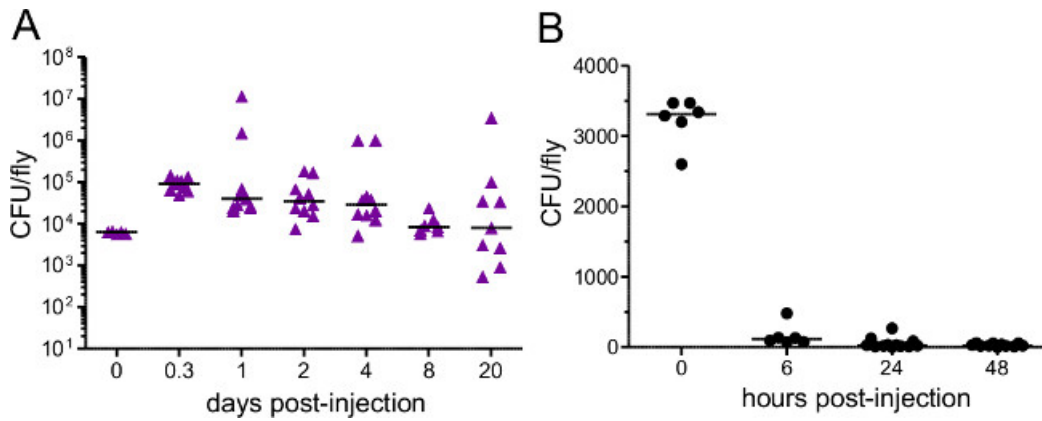 A
CFU/fly
10^8
10^7
10^6
10^5
10^4
10^3
10^2
10^1
0 0.3 1 2 4 8 20
days post-injection
B
CFU/fly
4000
3000
2000
1000
0
0 6 24 48
hours post-injection